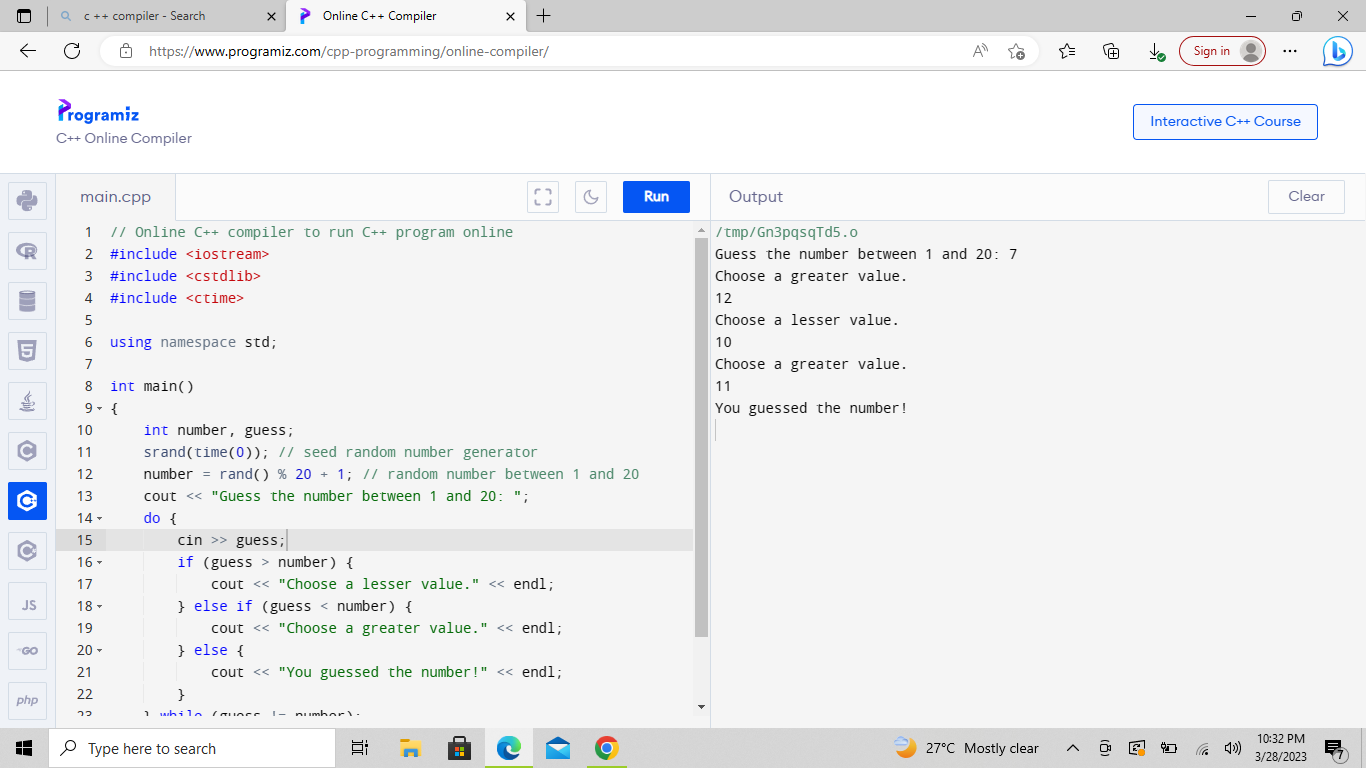 c ++ compiler - Search
Online C++ Compiler
https://www.programiz.com/cpp-programming/online-compiler/
Sign in
Programiz
C++ Online Compiler
Interactive C++ Course
main.cpp
Run
Output
Clear
1 // Online C++ compiler to run C++ program online
2 #include <iostream>
3 #include <cstdlib>
4 #include <ctime>
5
6 using namespace std;
7
8 int main()
9 {
10 int number, guess;
11 srand(time(0)); // seed random number generator
12 number = rand() % 20 + 1; // random number between 1 and 20
13 cout << "Guess the number between 1 and 20: ";
14 do {
15 cin >> guess;
16 if (guess > number) {
17 cout << "Choose a lesser value." << endl;
18 } else if (guess < number) {
19 cout << "Choose a greater value." << endl;
20 } else {
21 cout << "You guessed the number!" << endl;
22 }
23 } while (guess != number);
/tmp/Gn3pqsqTd5.o
Guess the number between 1 and 20: 7
Choose a greater value.
12
Choose a lesser value.
10
Choose a greater value.
11
You guessed the number!
JS
GO
php
Type here to search
27°C Mostly clear
10:32 PM
3/28/2023
7